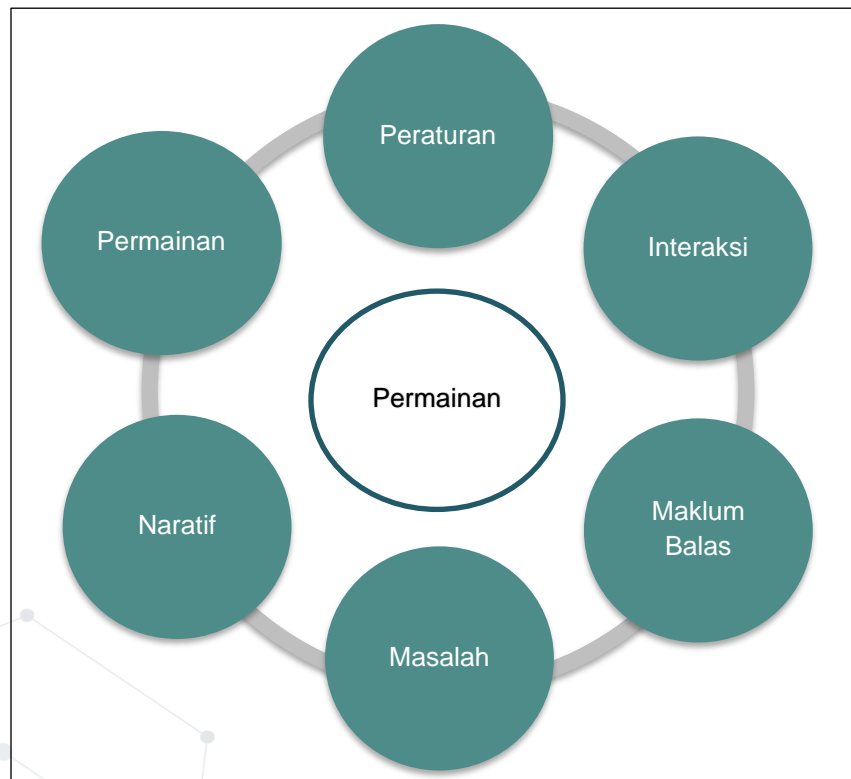 Peraturan
Permainan
Interaksi
Permainan
Naratif
Maklum
Balas
Masalah